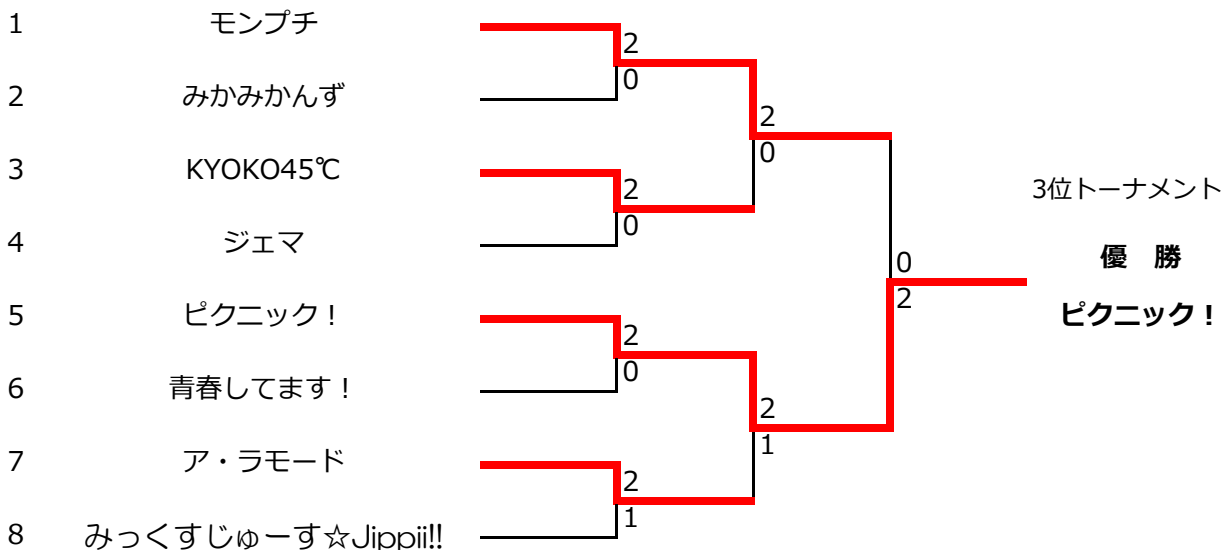 1 モンプチ
2
0
2 みかみかんず
2
0
3 KYOKO45℃
2
0
3位トーナメント
4 ジェマ
優　勝
0
2
5 ピクニック！
ピクニック！
2
0
6 青春してます！
2
1
7 ア・ラモード
2
1
8 みっくすじゅーす☆Jippii!!